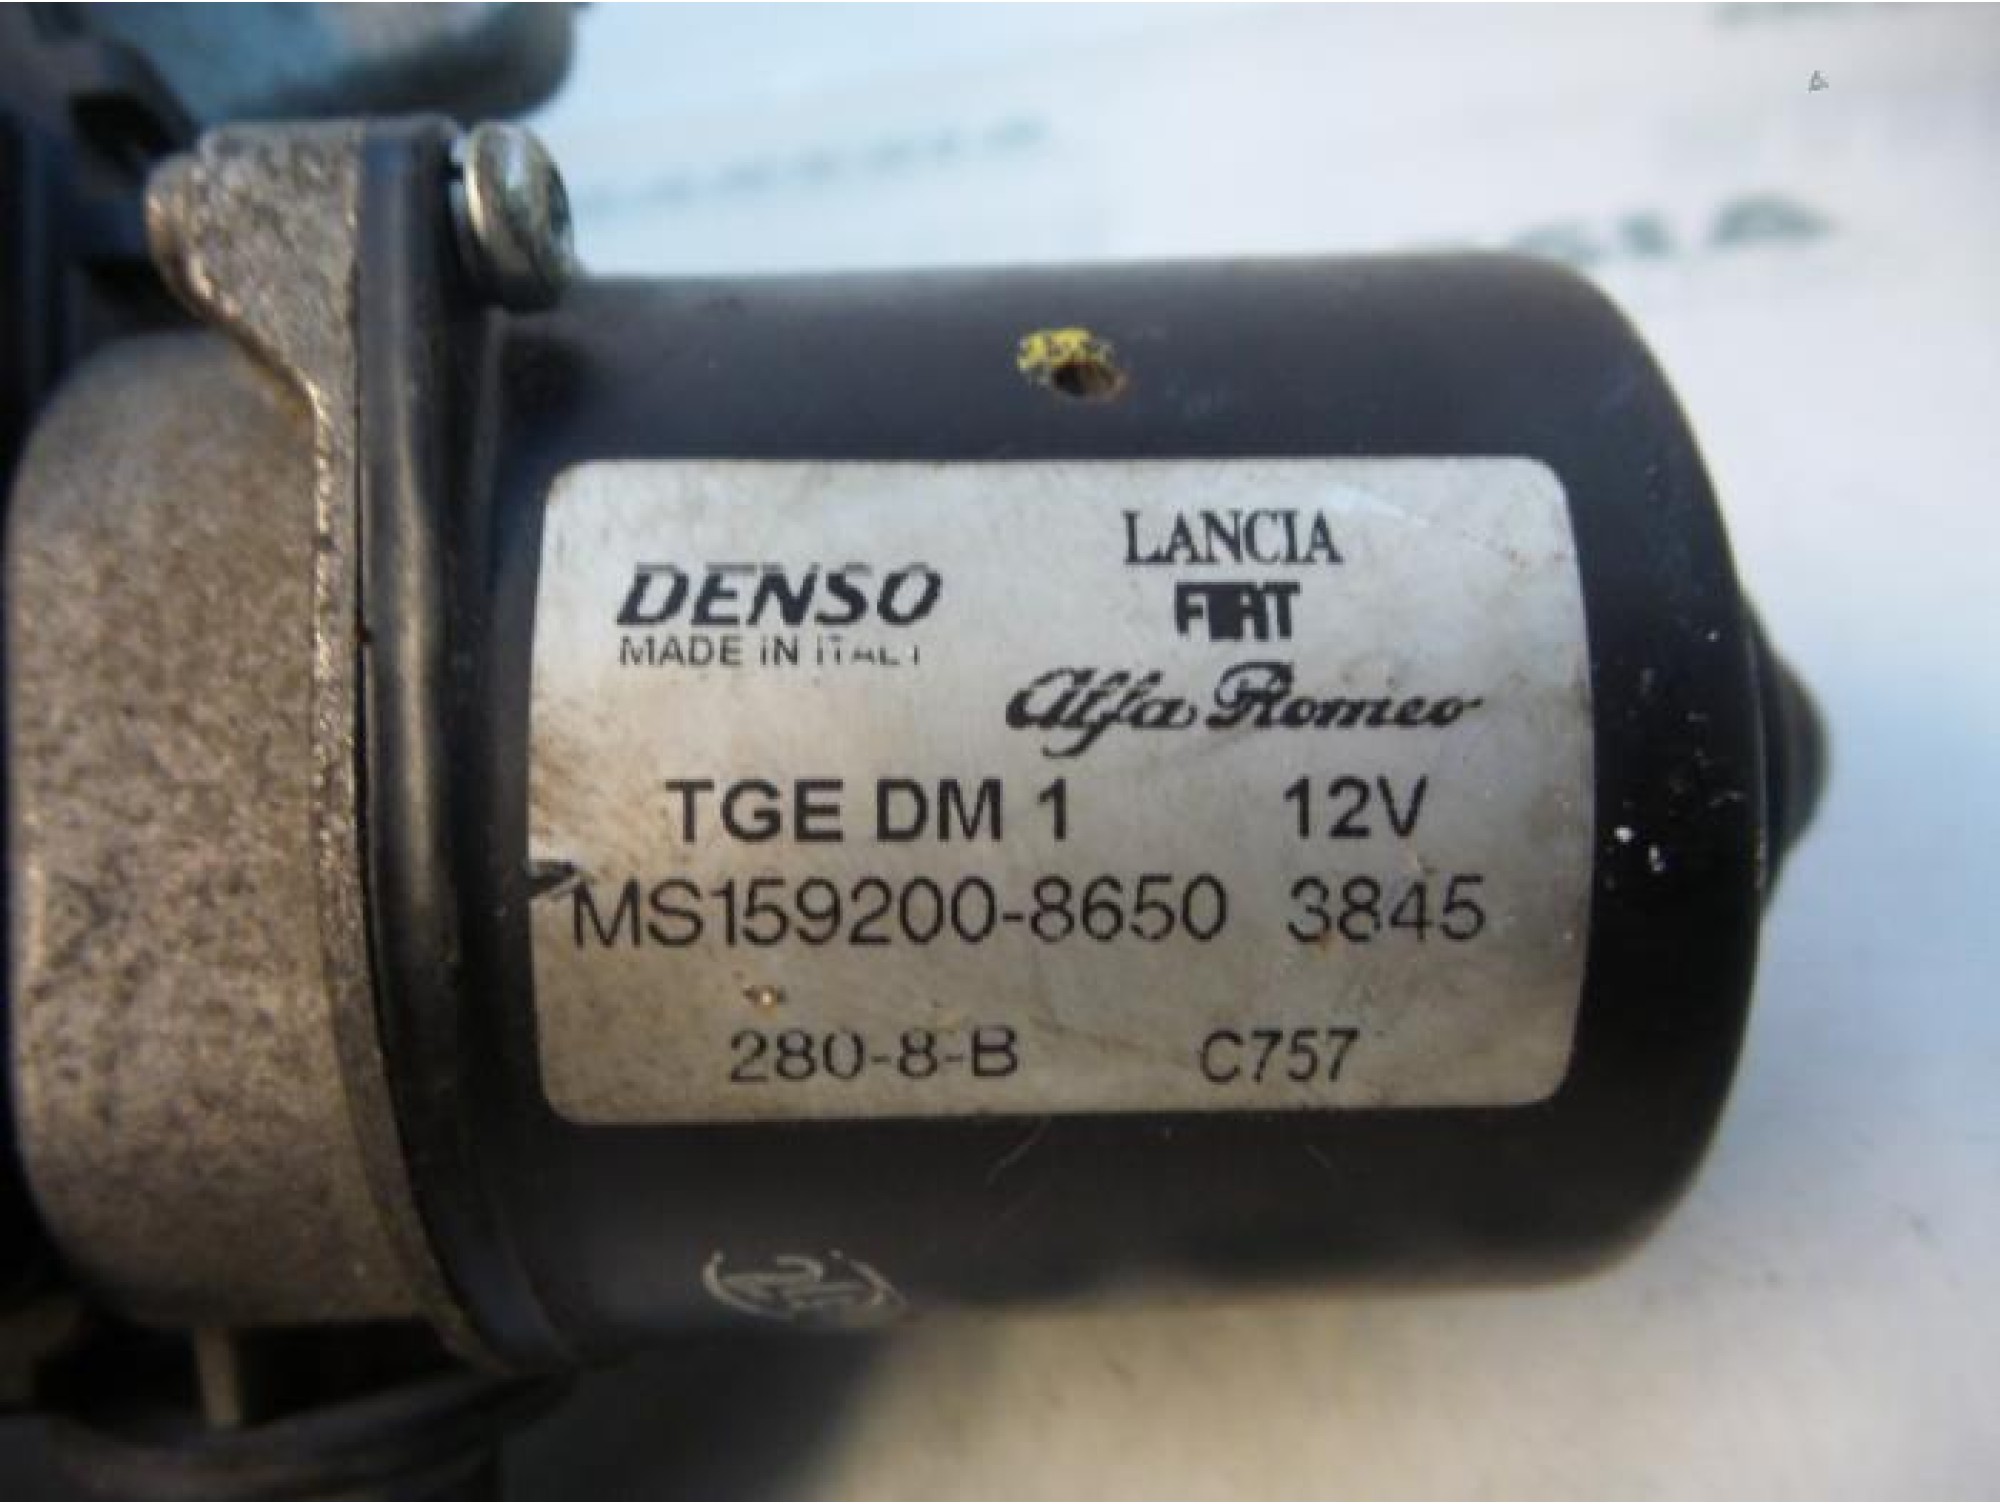 DENSO
MADE IN ITALY
LANCIA
FIAT
Alfa Romeo
TGE DM 1 12V
MS159200-8650 3845
280-8-B C757